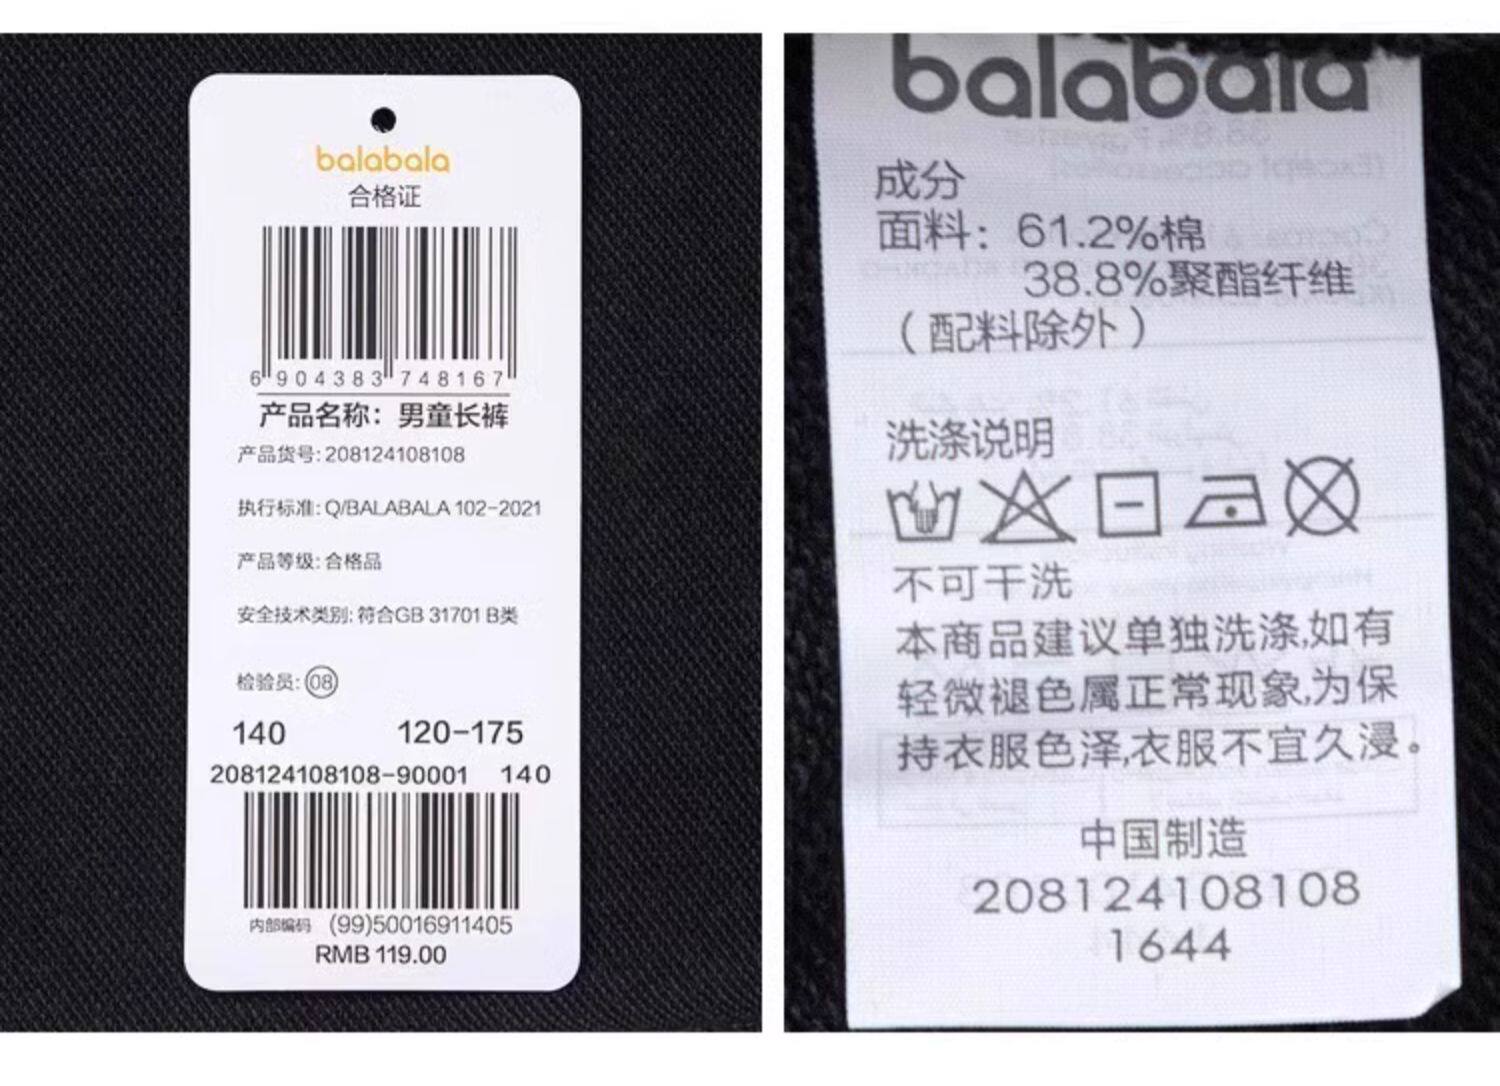 balabala
合格证
6 904383 748167
产品名称：男童长裤
产品货号: 208124108108
执行标准: Q/BALABALA 102-2021
产品等级: 合格品
安全技术类别: 符合GB 31701 B类
检验员: 08
140 120-175
208124108108-90001 140
内部编码 (99)50016911405
RMB 119.00
balabala
成分
面料：61.2%棉
38.8%聚酯纤维
（配料除外）
洗涤说明
不可干洗
本商品建议单独洗涤,如有
轻微褪色属正常现象,为保
持衣服色泽,衣服不宜久浸。
中国制造
208124108108
1644